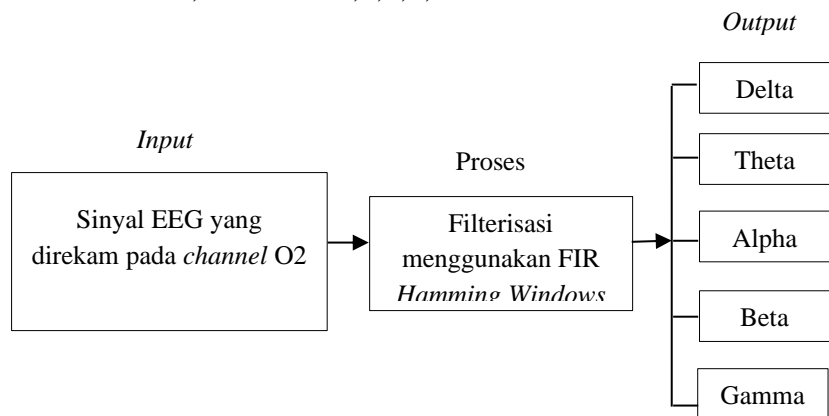 Output
Input
Proses
Sinyal EEG yang
direkam pada channel O2
Filterisasi
menggunakan FIR
Hamming Windows
Delta
Theta
Alpha
Beta
Gamma